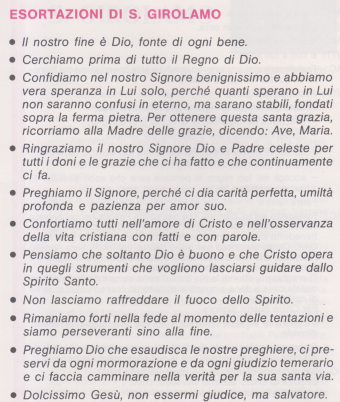 ESORTAZIONI DI S. GIROLAMO
● Il nostro fine è Dio, fonte di ogni bene.
● Cerchiamo prima di tutto il Regno di Dio.
● Confidiamo nel nostro Signore benignissimo e abbiamo
vera speranza in Lui solo, perché quanti sperano in Lui
non saranno confusi in eterno, ma sarano stabili, fondati
sopra la ferma pietra. Per ottenere questa santa grazia,
ricorriamo alla Madre delle grazie, dicendo: Ave, Maria.
● Ringraziamo il nostro Signore Dio e Padre celeste per
tutti i doni e le grazie che ci ha fatto e che continuamente
ci fa.
● Preghiamo il Signore, perché ci dia carità perfetta, umiltà
profonda e pazienza per amor suo.
● Confortiamo tutti nell'amore di Cristo e nell'osservanza
della vita cristiana con fatti e con parole.
● Pensiamo che soltanto Dio è buono e che Cristo opera
in quegli strumenti che vogliono lasciarsi guidare dallo
Spirito Santo.
● Non lasciamo raffreddare il fuoco dello Spirito.
● Rimaniamo forti nella fede al momento delle tentazioni e
siamo perseveranti sino alla fine.
● Preghiamo Dio che esaudisca le nostre preghiere, ci pre-
servi da ogni mormorazione e da ogni giudizio temerario
e ci faccia camminare nella verità per la sua santa via.
● Dolcissimo Gesù, non essermi giudice, ma salvatore.